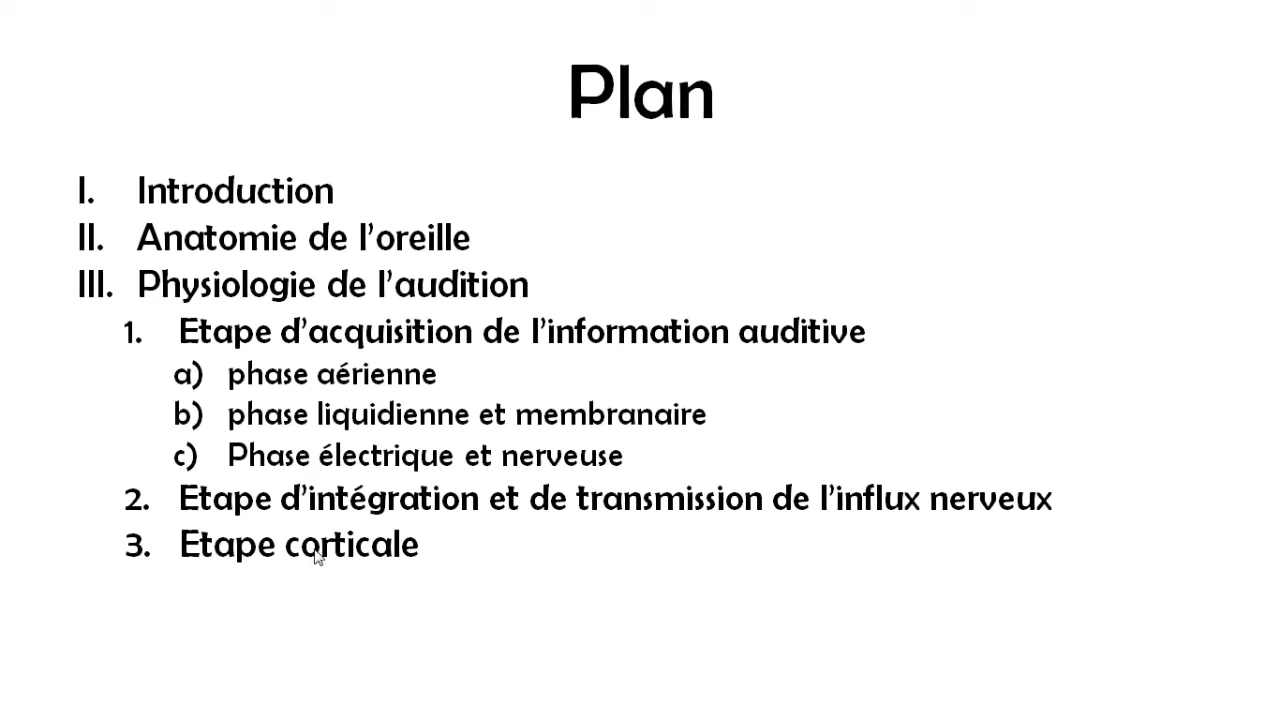 Plan
I. Introduction
II. Anatomie de l’oreille
III. Physiologie de l’audition
1. Etape d’acquisition de l’information auditive
a) phase aérienne
b) phase liquidienne et membranaire
c) Phase électrique et nerveuse
2. Etape d’intégration et de transmission de l’influx nerveux
3. Etape corticale